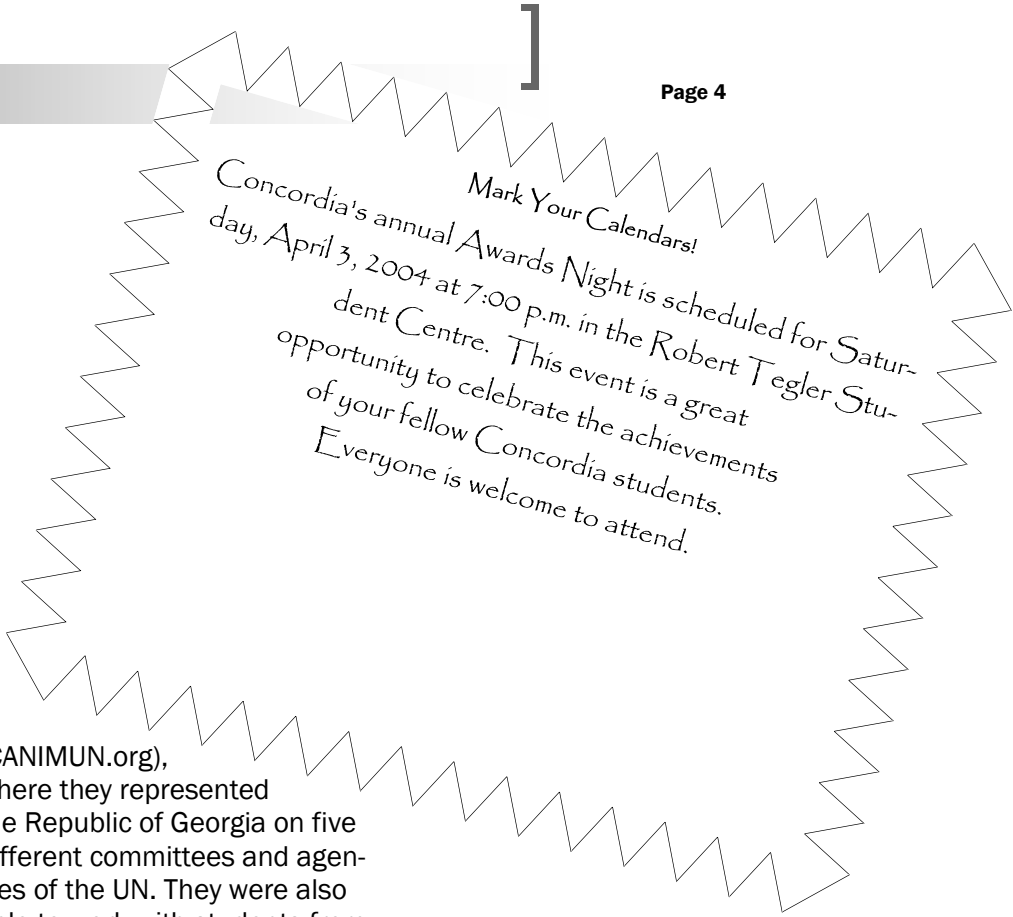 Page 4
Mark Your Calendars!
Concordia's annual Awards Night is scheduled for Satur-
day, April 3, 2004 at 7:00 p.m. in the Robert Tegler Stu-
dent Centre. This event is a great
opportunity to celebrate the achievements
of your fellow Concordia students.
Everyone is welcome to attend.
CANIMUN.org),
here they represented
e Republic of Georgia on five
fferent committees and agen-
es of the UN. They were also